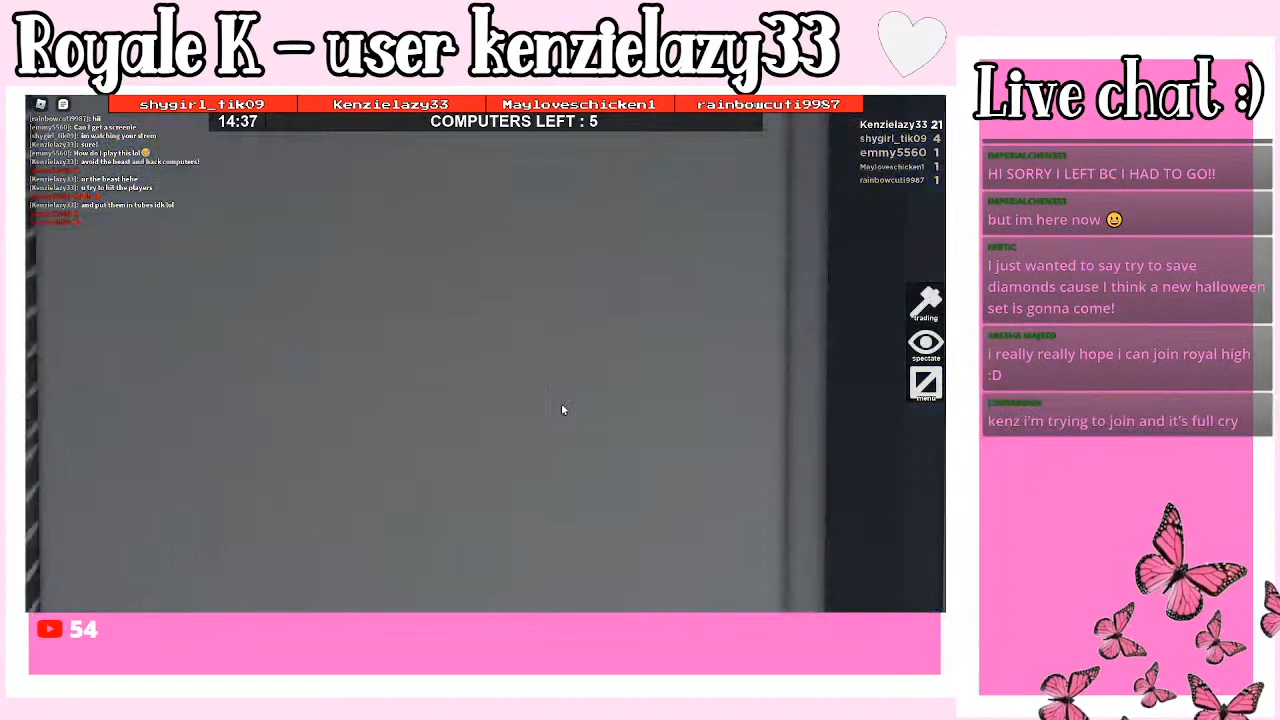 Royale K - user kenzielazy33
Live chat :)
shygirl_tik09 Kenzielazy33 Mayloveschicken1 rainbowcuti9987
14:37 COMPUTERS LEFT : 5
[rainbowcuti9987]: hii
[emmy5560]: Can I get a screenie
[shygirl_tik09]: im watching your strem
[Kenzielazy33]: sure!
[emmy5560]: How do i play this lol
[Kenzielazy33]: avoid the beast and hack computers!
[Kenzielazy33]: ur the beast hehe
[Kenzielazy33]: u try to hit the players
[Kenzielazy33]: and put them in tubes idk lol
Kenzielazy33 21
shygirl_tik09 4
emmy5560 1
Mayloveschicken1 1
rainbowcuti9987 1
trading
spectate
menu
IMPERIALCHEN333
HI SORRY I LEFT BC I HAD TO GO!!
IMPERIALCHEN333
but im here now 😀
I just wanted to say try to save
diamonds cause I think a new halloween
set is gonna come!
AREEHA MAJEED
i really really hope i can join royal high
:D
kenz i'm trying to join and it's full cry
54